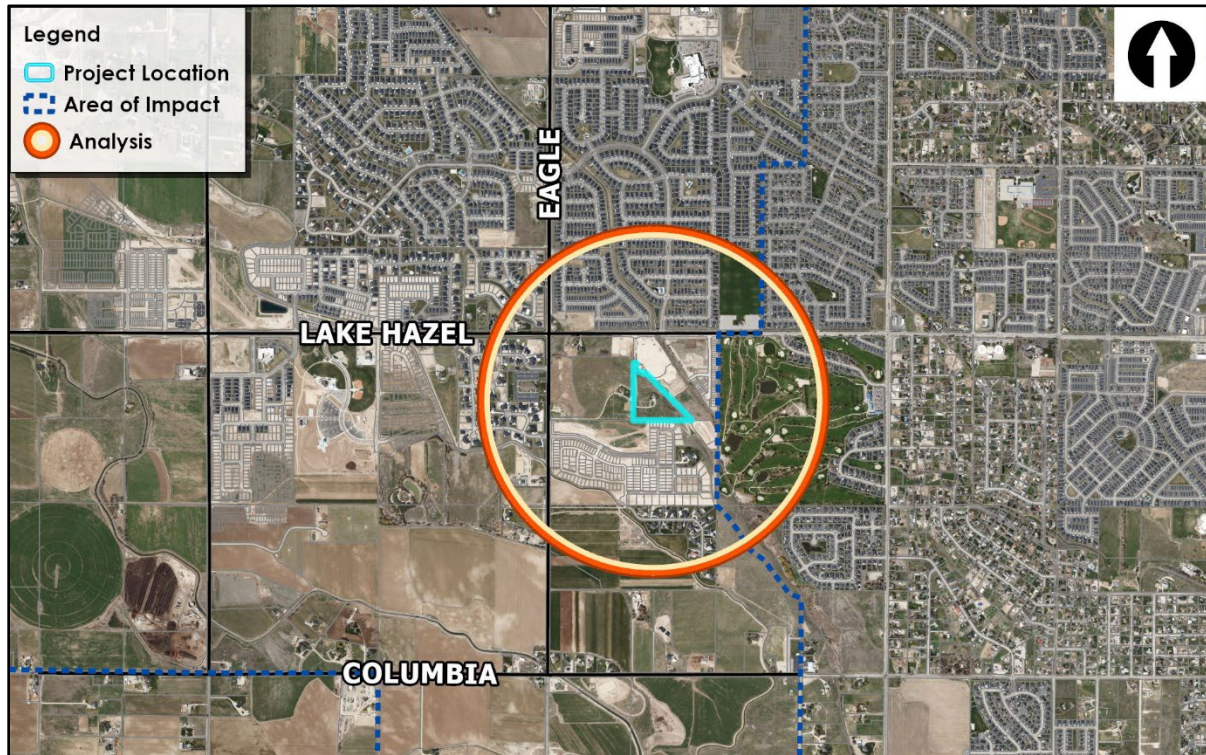 Legend
Project Location
Area of Impact
Analysis
EAGLE
LAKE HAZEL
COLUMBIA